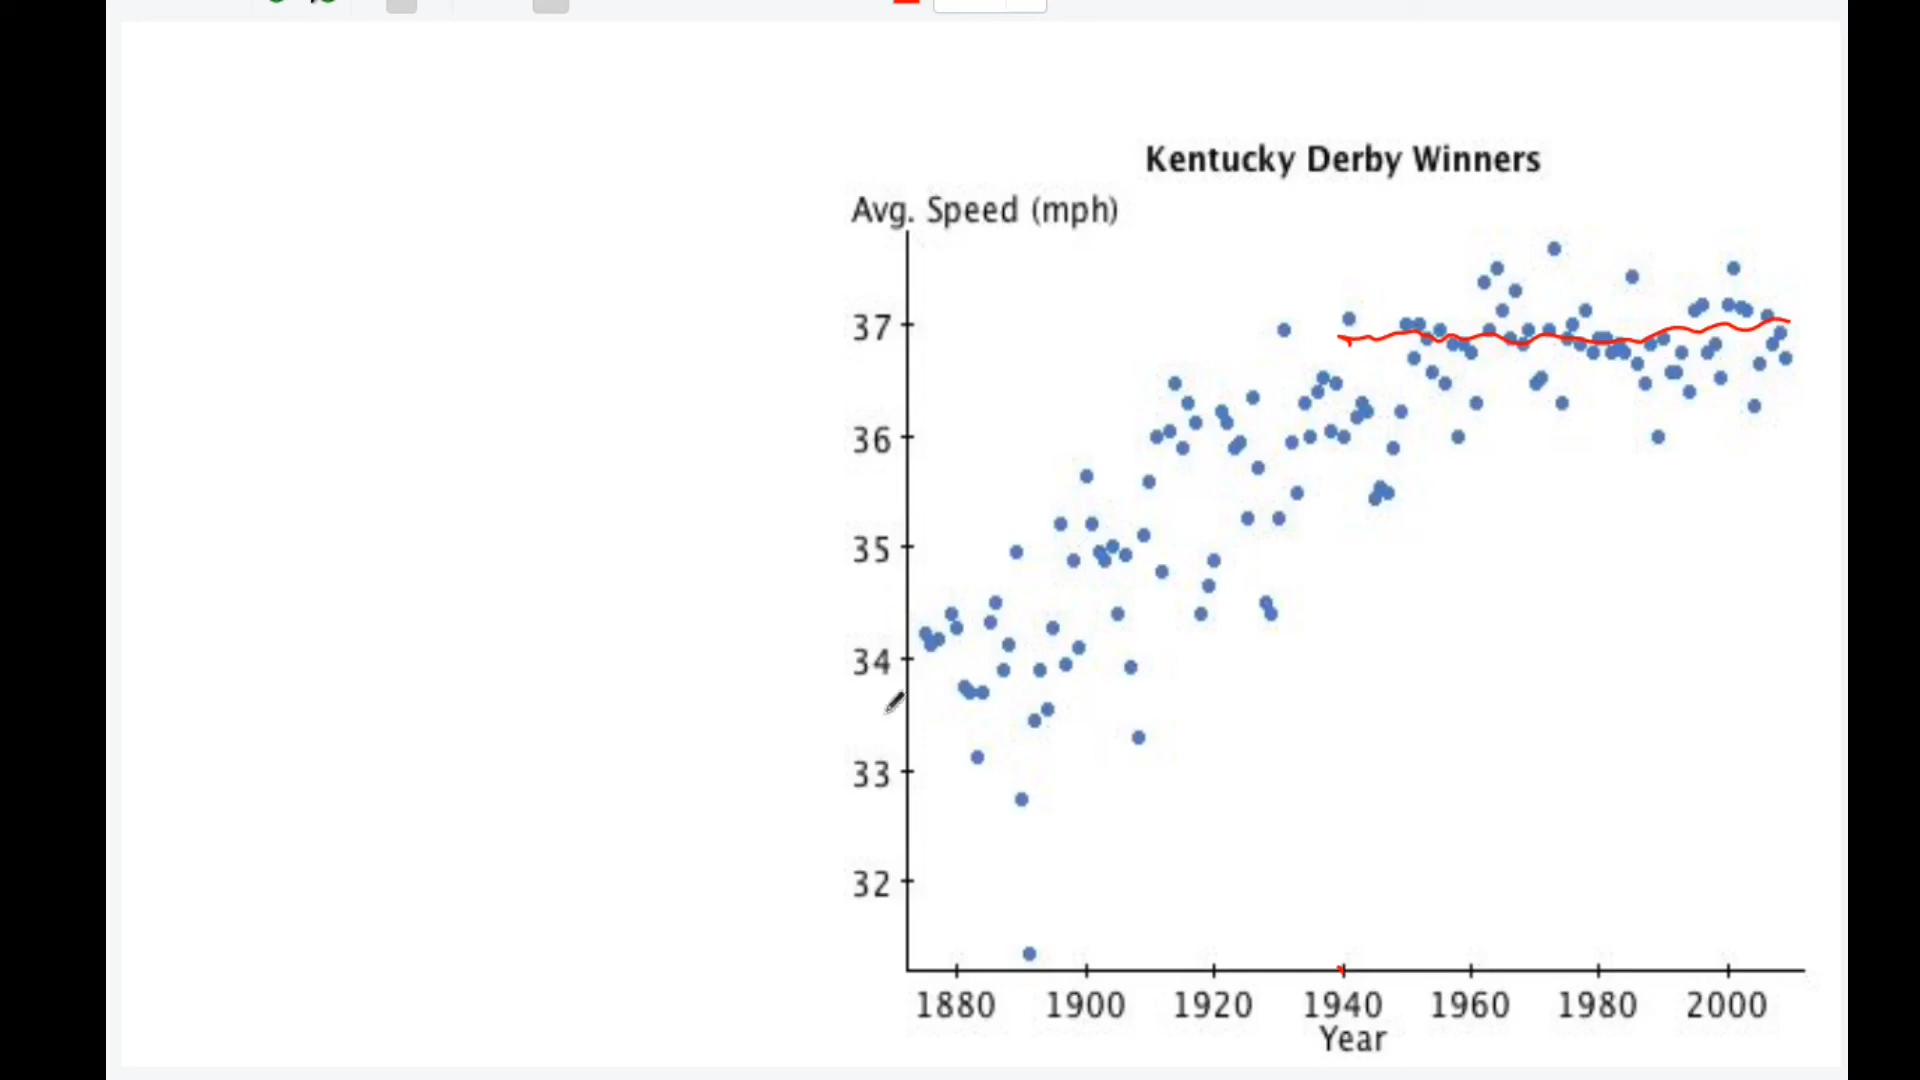 Kentucky Derby Winners
Avg. Speed (mph)
37
36
35
34
33
32
1880 1900 1920 1940 1960 1980 2000
Year